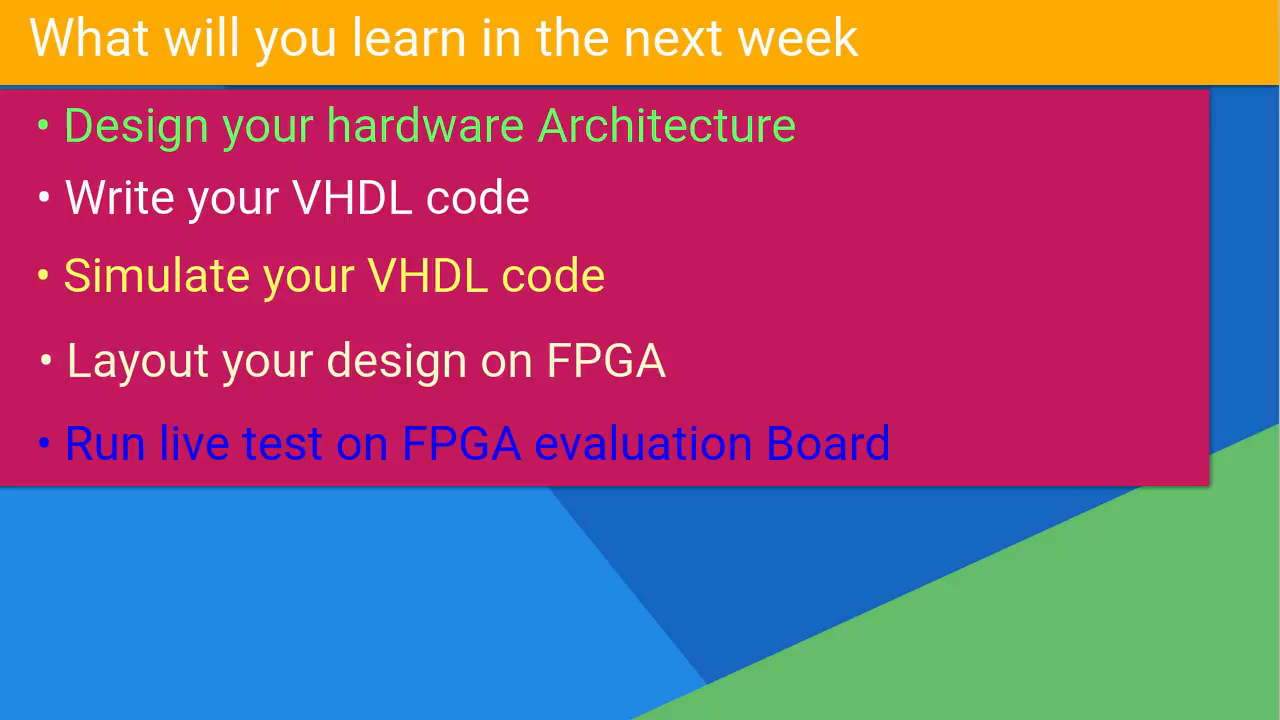 What will you learn in the next week
• Design your hardware Architecture
• Write your VHDL code
• Simulate your VHDL code
• Layout your design on FPGA
• Run live test on FPGA evaluation Board